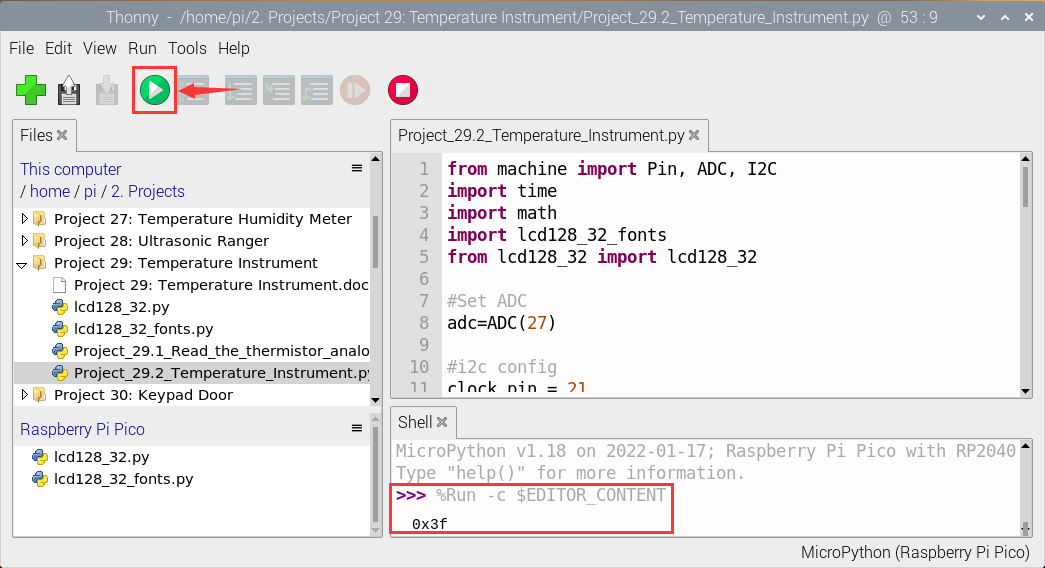 Thonny - /home/pi/2. Projects/Project 29: Temperature Instrument/Project_29.2_Temperature_Instrument.py @ 53 : 9
File Edit View Run Tools Help
Files
This computer
/ home / pi / 2. Projects
Project 27: Temperature Humidity Meter
Project 28: Ultrasonic Ranger
Project 29: Temperature Instrument
Project 29: Temperature Instrument.doc
lcd128_32.py
lcd128_32_fonts.py
Project_29.1_Read_the_thermistor_analo
Project_29.2_Temperature_Instrument.py
Project 30: Keypad Door
Raspberry Pi Pico
lcd128_32.py
lcd128_32_fonts.py
Project_29.2_Temperature_Instrument.py
1 from machine import Pin, ADC, I2C
2 import time
3 import math
4 import lcd128_32_fonts
5 from lcd128_32 import lcd128_32
6
7 #Set ADC
8 adc=ADC(27)
9
10 #i2c config
11 clock_pin = 21
Shell
MicroPython v1.18 on 2022-01-17; Raspberry Pi Pico with RP2040
Type "help()" for more information.
>>> %Run -c $EDITOR_CONTENT
0x3f
MicroPython (Raspberry Pi Pico)